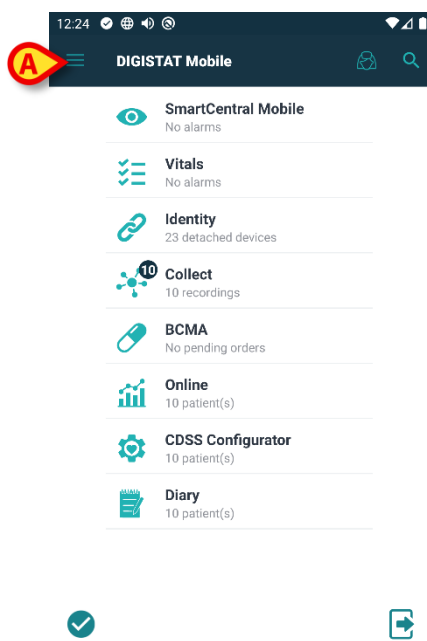 12:24
A
DIGISTAT Mobile
SmartCentral Mobile
No alarms
Vitals
No alarms
Identity
23 detached devices
10
Collect
10 recordings
BCMA
No pending orders
Online
10 patient(s)
CDSS Configurator
10 patient(s)
Diary
10 patient(s)